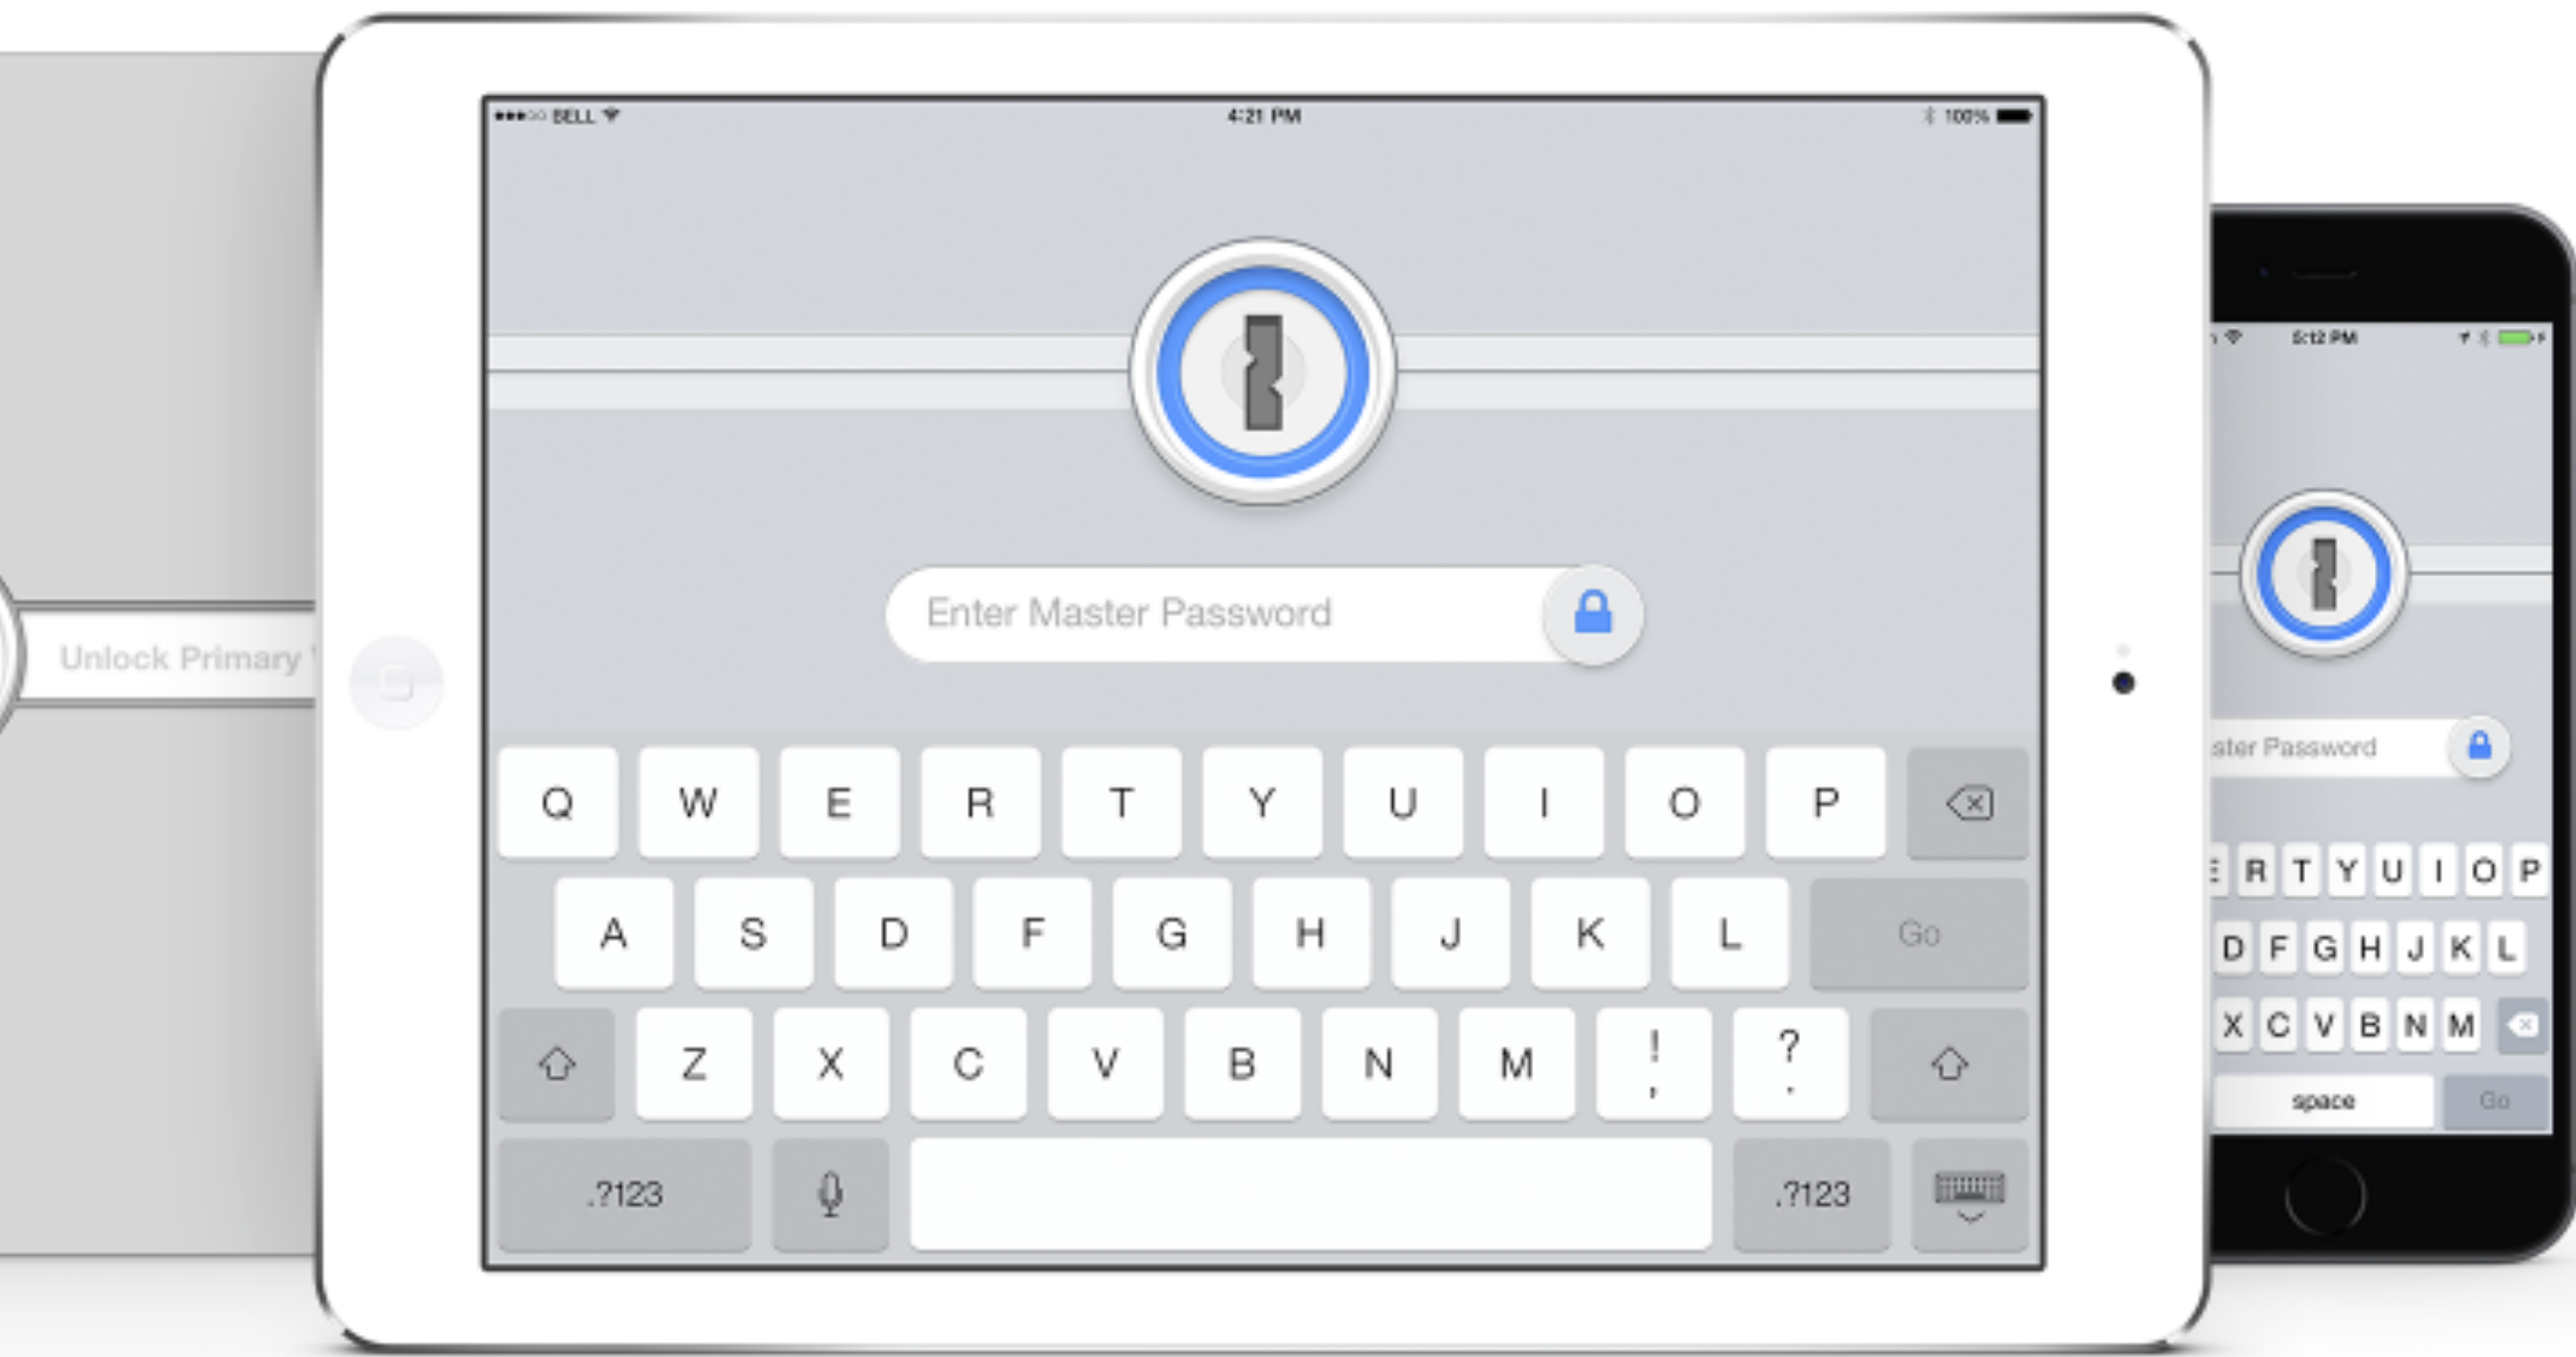 BELL
4:21 PM
100%
Enter Master Password
Q W E R T Y U I O P
A S D F G H J K L Go
Z X C V B N M ! , ? .
.?123 .?123
Unlock Primary
5:12 PM
Password
R T Y U I O P
D F G H J K L
X C V B N M
space Go